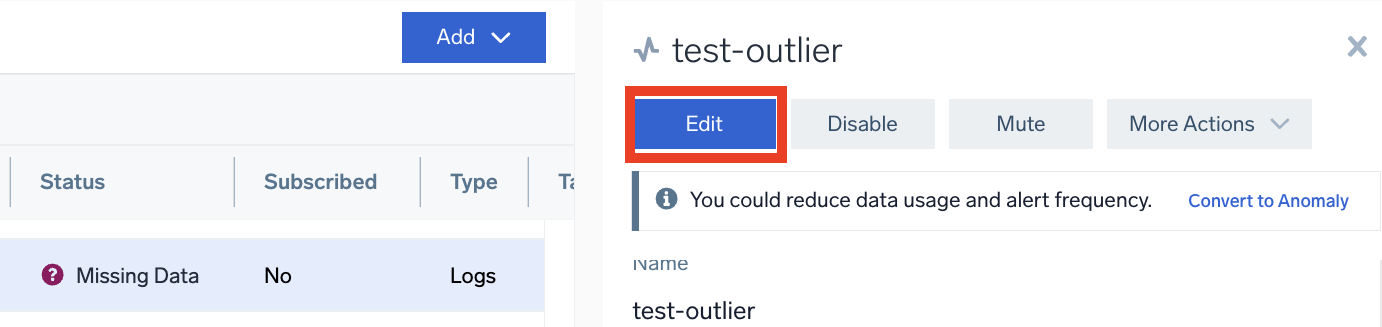 Add
Status Subscribed Type Ta
Missing Data No Logs
test-outlier
Edit Disable Mute More Actions
You could reduce data usage and alert frequency. Convert to Anomaly
Name
test-outlier